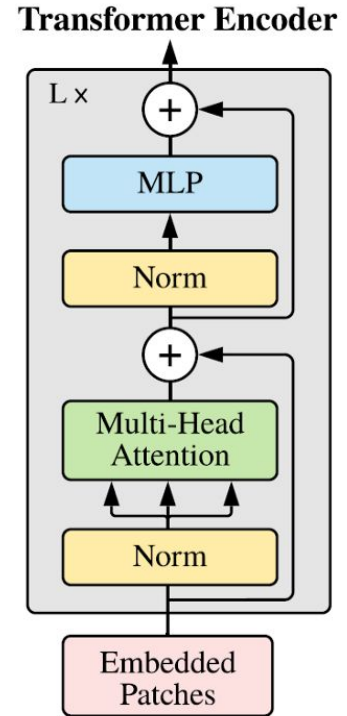 Transformer Encoder
L ×
+
MLP
Norm
+
Multi-Head
Attention
Norm
Embedded
Patches